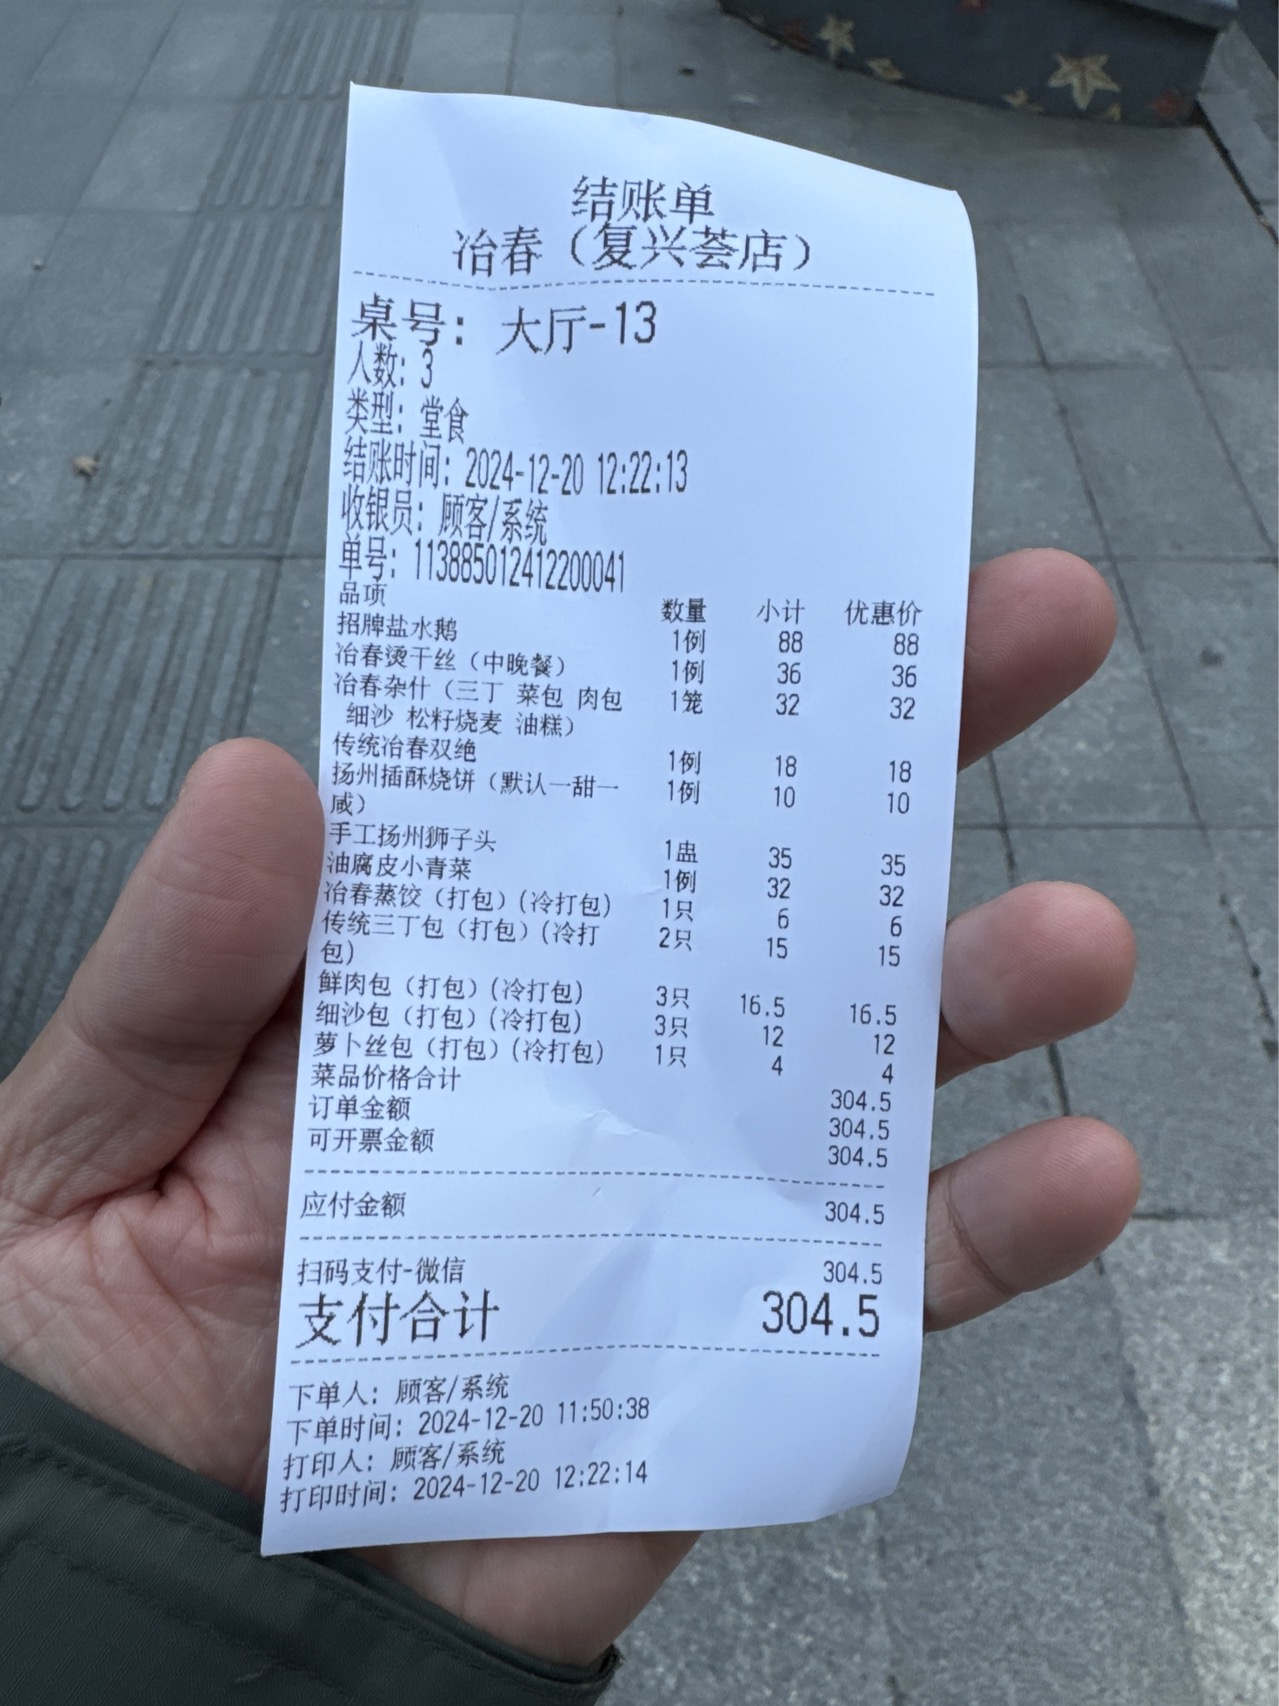 结账单
冶春（复兴荟店）
桌号：大厅-13
人数：3
类型：堂食
结账时间：2024-12-20 12:22:13
收银员：顾客/系统
单号：113885012412200041
品项 数量 小计 优惠价
招牌盐水鹅 1例 88 88
冶春烫干丝（中晚餐） 1例 36 36
冶春杂什（三丁 菜包 肉包 1笼 32 32
细沙 松籽烧麦 油糕）
传统冶春双绝 1例 18 18
扬州插酥烧饼（默认一甜一 1例 10 10
咸）
手工扬州狮子头 1盅 35 35
油腐皮小青菜 1例 32 32
冶春蒸饺（打包）(冷打包) 1只 6 6
传统三丁包（打包）(冷打 2只 15 15
包)
鲜肉包（打包）(冷打包) 3只 16.5 16.5
细沙包（打包）(冷打包) 3只 12 12
萝卜丝包（打包）(冷打包) 1只 4 4
菜品价格合计 304.5
订单金额 304.5
可开票金额 304.5
应付金额 304.5
扫码支付-微信 304.5
支付合计 304.5
下单人：顾客/系统
下单时间：2024-12-20 11:50:38
打印人：顾客/系统
打印时间：2024-12-20 12:22:14